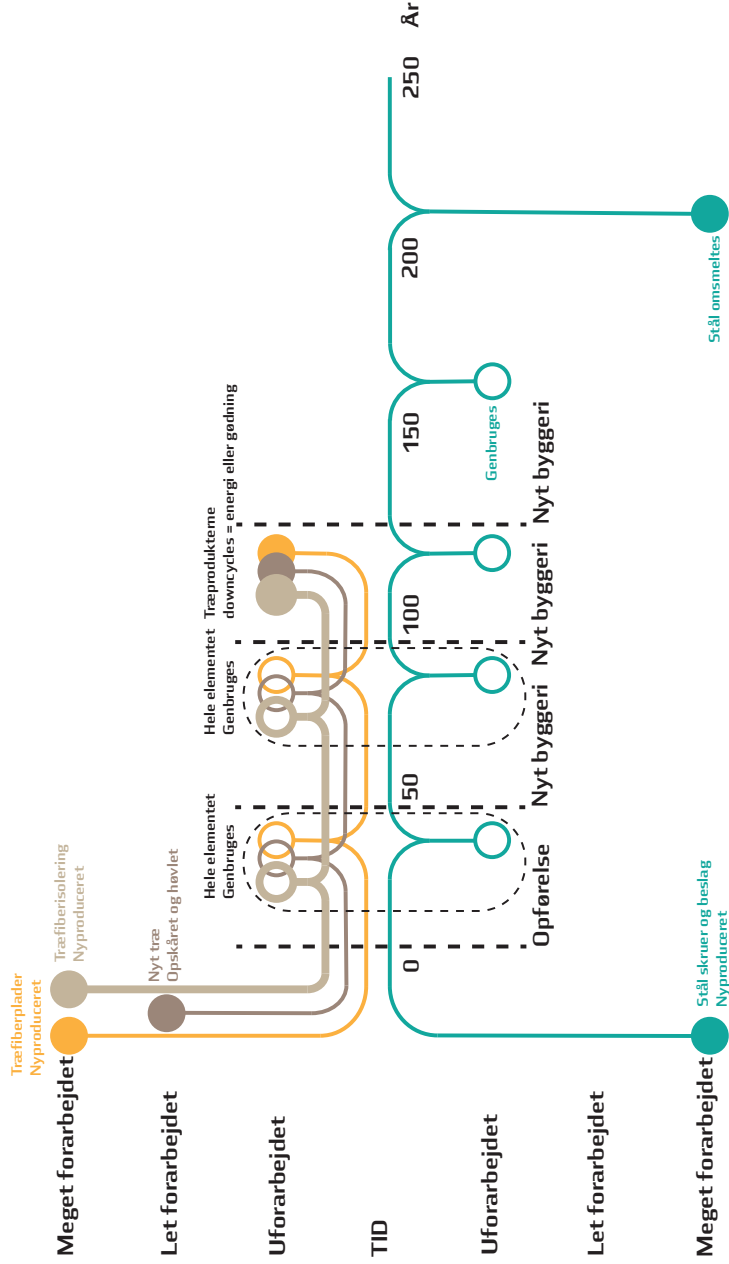 Træfiberplader
Nyproduceret
Træfiberisolering
Nyproduceret
Meget forarbejdet
Nyt træ
Opskåret og høvlet
Let forarbejdet
Hele elementet
Genbruges
Hele elementet
Genbruges
Træprodukterne
downcycles = energi eller gødning
Uforarbejdet
TID
0
50
100
150
200
250
År
Uforarbejdet
Genbruges
Opførelse
Nyt byggeri
Nyt byggeri
Nyt byggeri
Let forarbejdet
Stål skruer og beslag
Nyproduceret
Stål omsmeltes
Meget forarbejdet